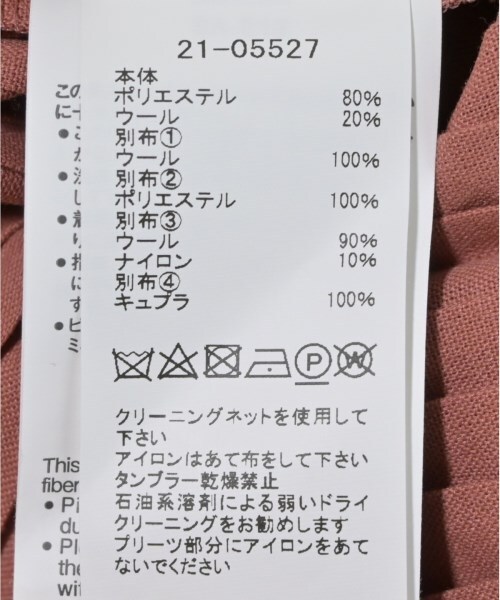 21-05527
本体
ポリエステル 80%
ウール 20%
別布①
ウール 100%
別布②
ポリエステル 100%
別布③
ウール 90%
ナイロン 10%
別布④
キュプラ 100%
P W
クリーニングネットを使用して
下さい
アイロンはあて布をして下さい
タンブラー乾燥禁止
石油系溶剤による弱いドライ
クリーニングをお勧めします
プリーツ部分にアイロンをあて
ないでください
この
に
This
fiber